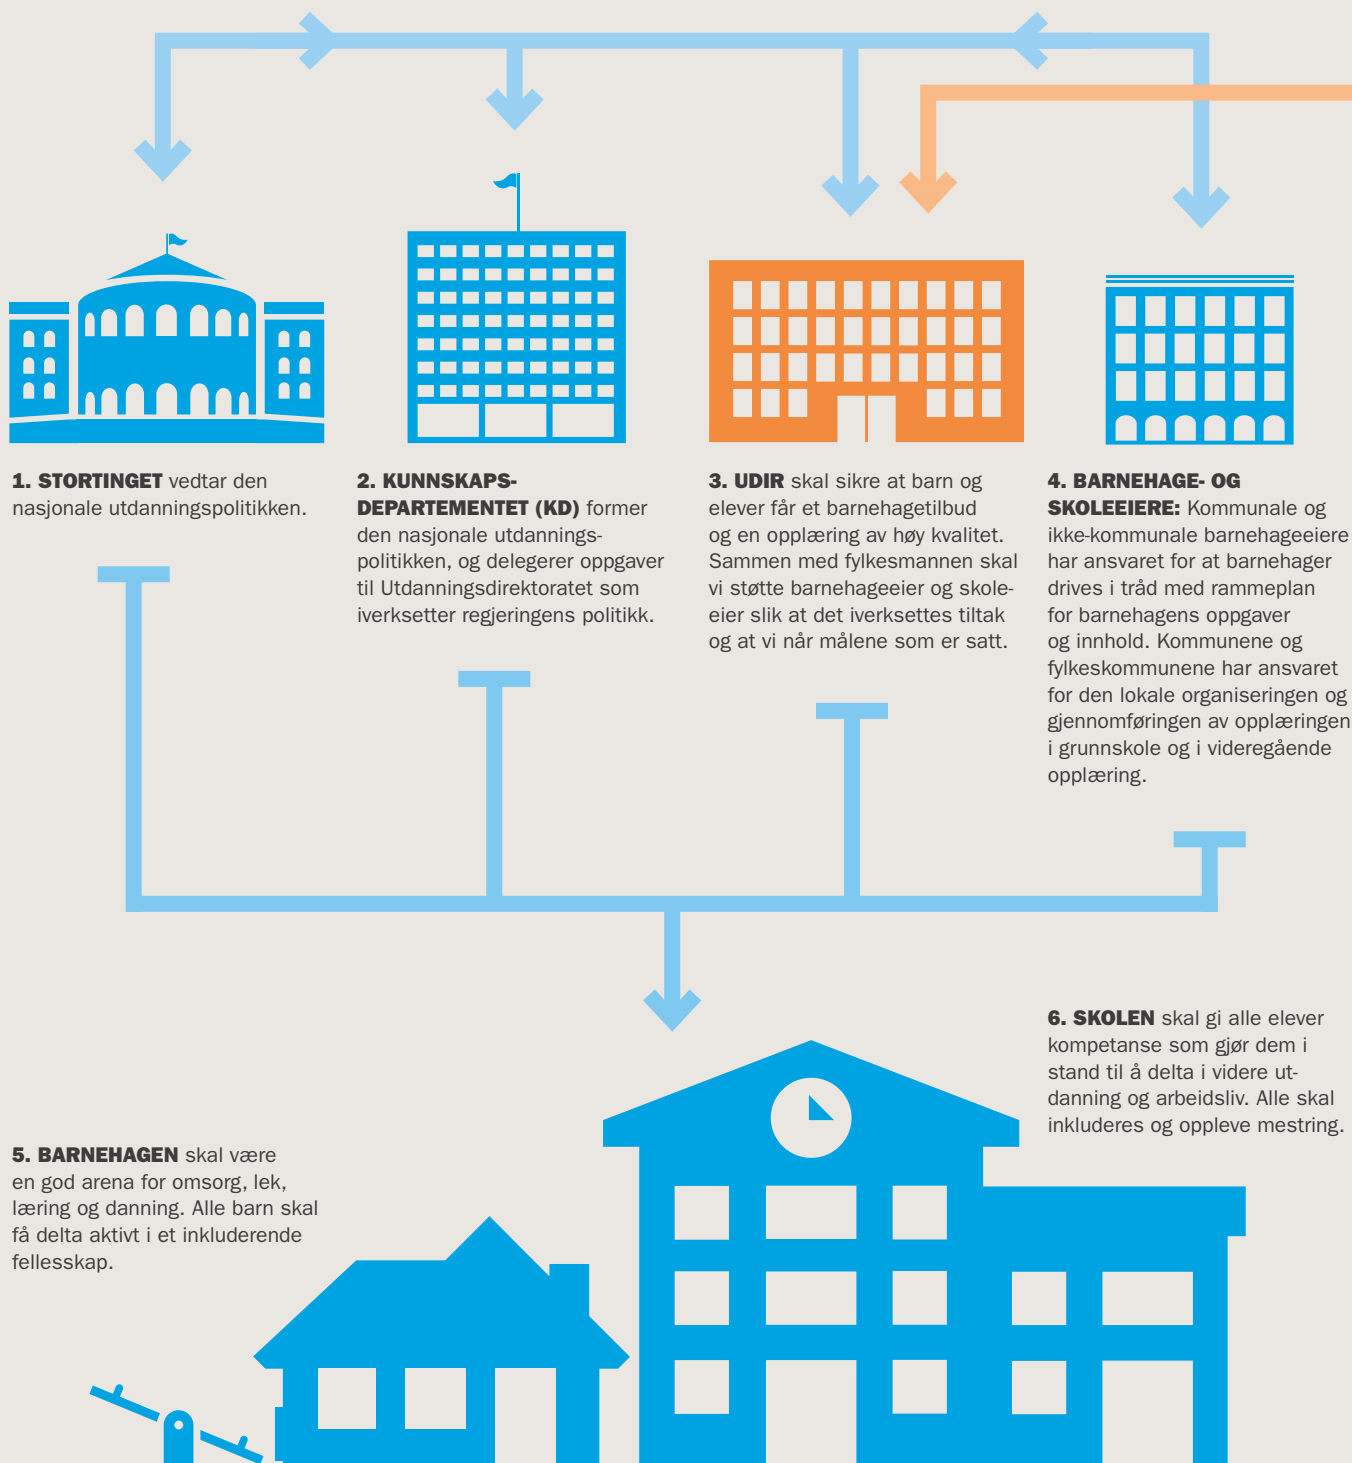 1. STORTINGET vedtar den
nasjonale utdanningspolitikken.
2. KUNNSKAPS-
DEPARTEMENTET (KD) former
den nasjonale utdannings-
politikken, og delegerer oppgaver
til Utdanningsdirektoratet som
iverksetter regjeringens politikk.
3. UDIR skal sikre at barn og
elever får et barnehagetilbud
og en opplæring av høy kvalitet.
Sammen med fylkesmannen skal
vi støtte barnehageeier og skole-
eier slik at det iverksettes tiltak
og at vi når målene som er satt.
4. BARNEHAGE- OG
SKOLEEIERE: Kommunale og
ikke-kommunale barnehageeiere
har ansvaret for at barnehager
drives i tråd med rammeplan
for barnehagens oppgaver
og innhold. Kommunene og
fylkeskommunene har ansvaret
for den lokale organiseringen og
gjennomføringen av opplæringen
i grunnskole og i videregående
opplæring.
5. BARNEHAGEN skal være
en god arena for omsorg, lek,
læring og danning. Alle barn skal
få delta aktivt i et inkluderende
fellesskap.
6. SKOLEN skal gi alle elever
kompetanse som gjør dem i
stand til å delta i videre ut-
danning og arbeidsliv. Alle skal
inkluderes og oppleve mestring.